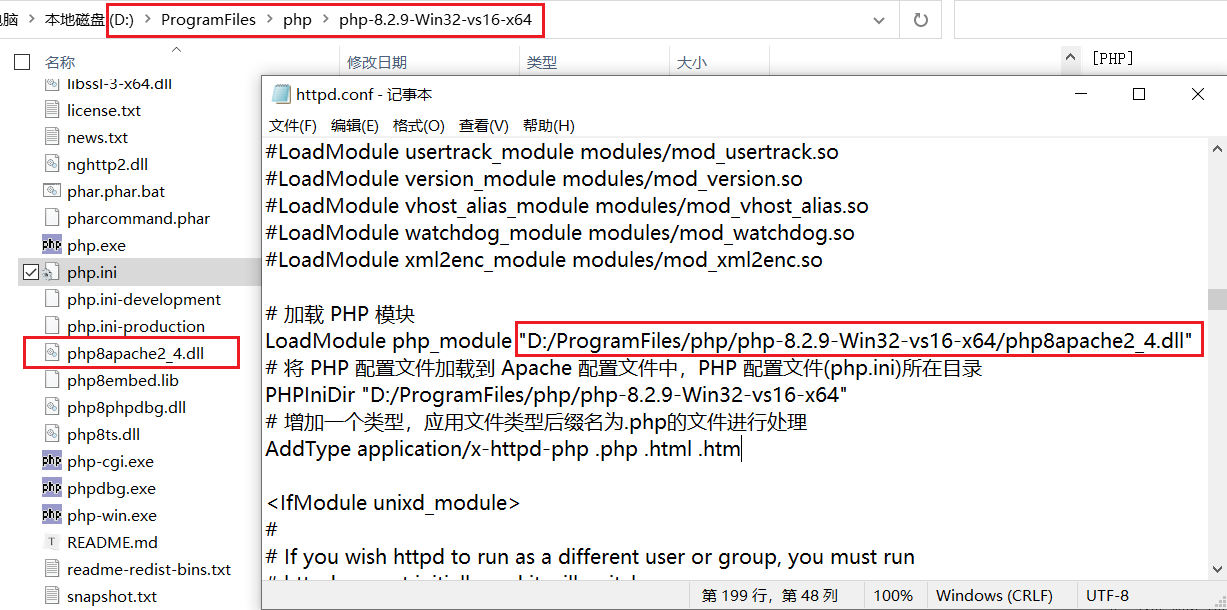 电脑 > 本地磁盘 (D:) > ProgramFiles > php > php-8.2.9-Win32-vs16-x64
名称 修改日期 类型 大小
[PHP]
libssl-3-x64.dll
license.txt
news.txt
nghttp2.dll
phar.phar.bat
pharcommand.phar
php.exe
php.ini
php.ini-development
php.ini-production
php8apache2_4.dll
php8embed.lib
php8phpdbg.dll
php8ts.dll
php-cgi.exe
phpdbg.exe
php-win.exe
README.md
readme-redist-bins.txt
snapshot.txt
httpd.conf - 记事本
文件(F) 编辑(E) 格式(O) 查看(V) 帮助(H)
#LoadModule usertrack_module modules/mod_usertrack.so
#LoadModule version_module modules/mod_version.so
#LoadModule vhost_alias_module modules/mod_vhost_alias.so
#LoadModule watchdog_module modules/mod_watchdog.so
#LoadModule xml2enc_module modules/mod_xml2enc.so
# 加载 PHP 模块
LoadModule php_module "D:/ProgramFiles/php/php-8.2.9-Win32-vs16-x64/php8apache2_4.dll"
# 将 PHP 配置文件加载到 Apache 配置文件中，PHP 配置文件(php.ini)所在目录
PHPIniDir "D:/ProgramFiles/php/php-8.2.9-Win32-vs16-x64"
# 增加一个类型，应用文件类型后缀名为.php的文件进行处理
AddType application/x-httpd-php .php .html .htm
<IfModule unixd_module>
#
# If you wish httpd to run as a different user or group, you must run
第 199 行，第 48 列 100% Windows (CRLF) UTF-8